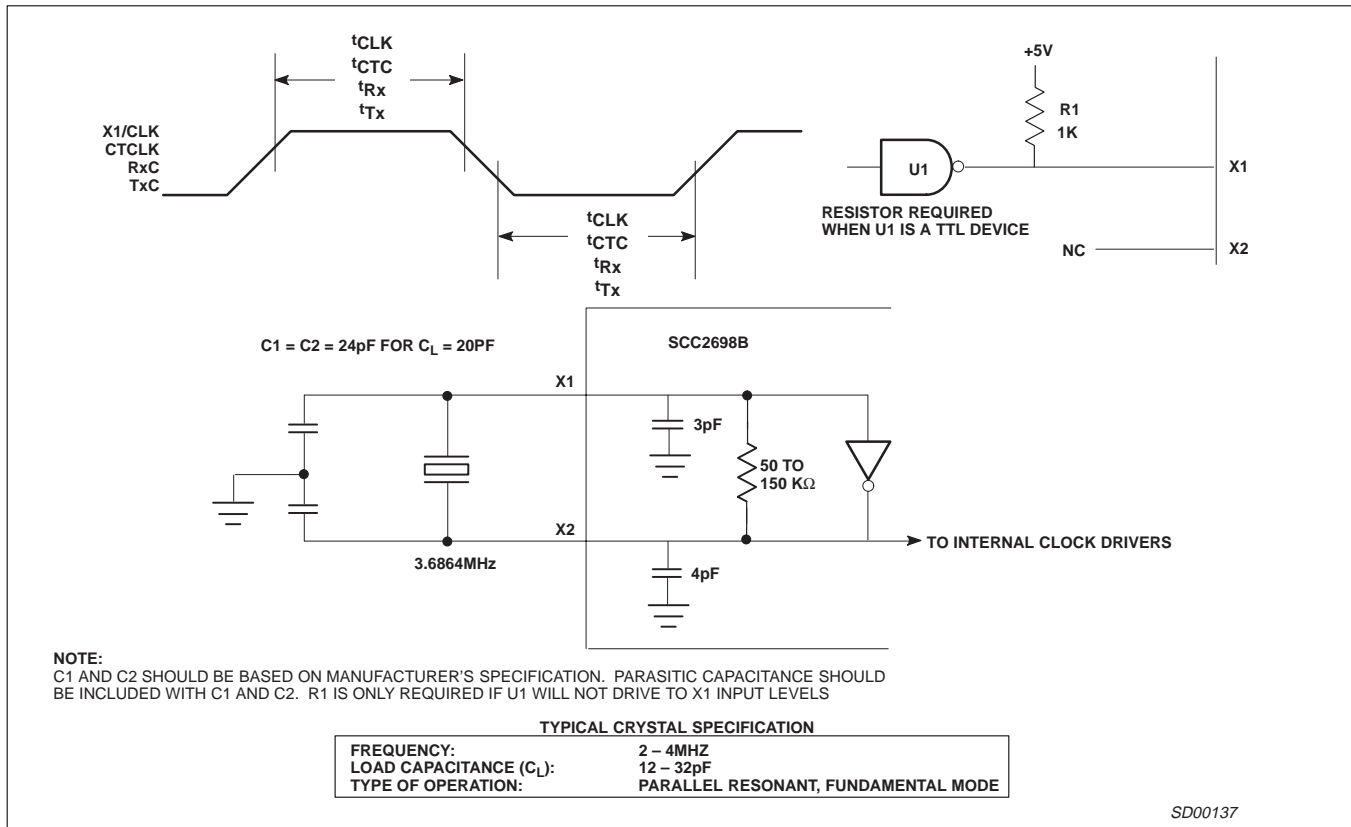 tCLK
tCTC
tRx
tTx
X1/CLK
CTCLK
RxC
TxC
tCLK
tCTC
tRx
tTx
+5V
R1
1K
U1
X1
RESISTOR REQUIRED
WHEN U1 IS A TTL DEVICE
NC
X2
C1 = C2 = 24pF FOR CL = 20PF
SCC2698B
X1
3pF
50 TO
150 KΩ
X2
TO INTERNAL CLOCK DRIVERS
3.6864MHz
4pF
NOTE:
C1 AND C2 SHOULD BE BASED ON MANUFACTURER'S SPECIFICATION. PARASITIC CAPACITANCE SHOULD
BE INCLUDED WITH C1 AND C2. R1 IS ONLY REQUIRED IF U1 WILL NOT DRIVE TO X1 INPUT LEVELS
TYPICAL CRYSTAL SPECIFICATION
FREQUENCY: 2 – 4MHZ
LOAD CAPACITANCE (CL): 12 – 32pF
TYPE OF OPERATION: PARALLEL RESONANT, FUNDAMENTAL MODE
SD00137